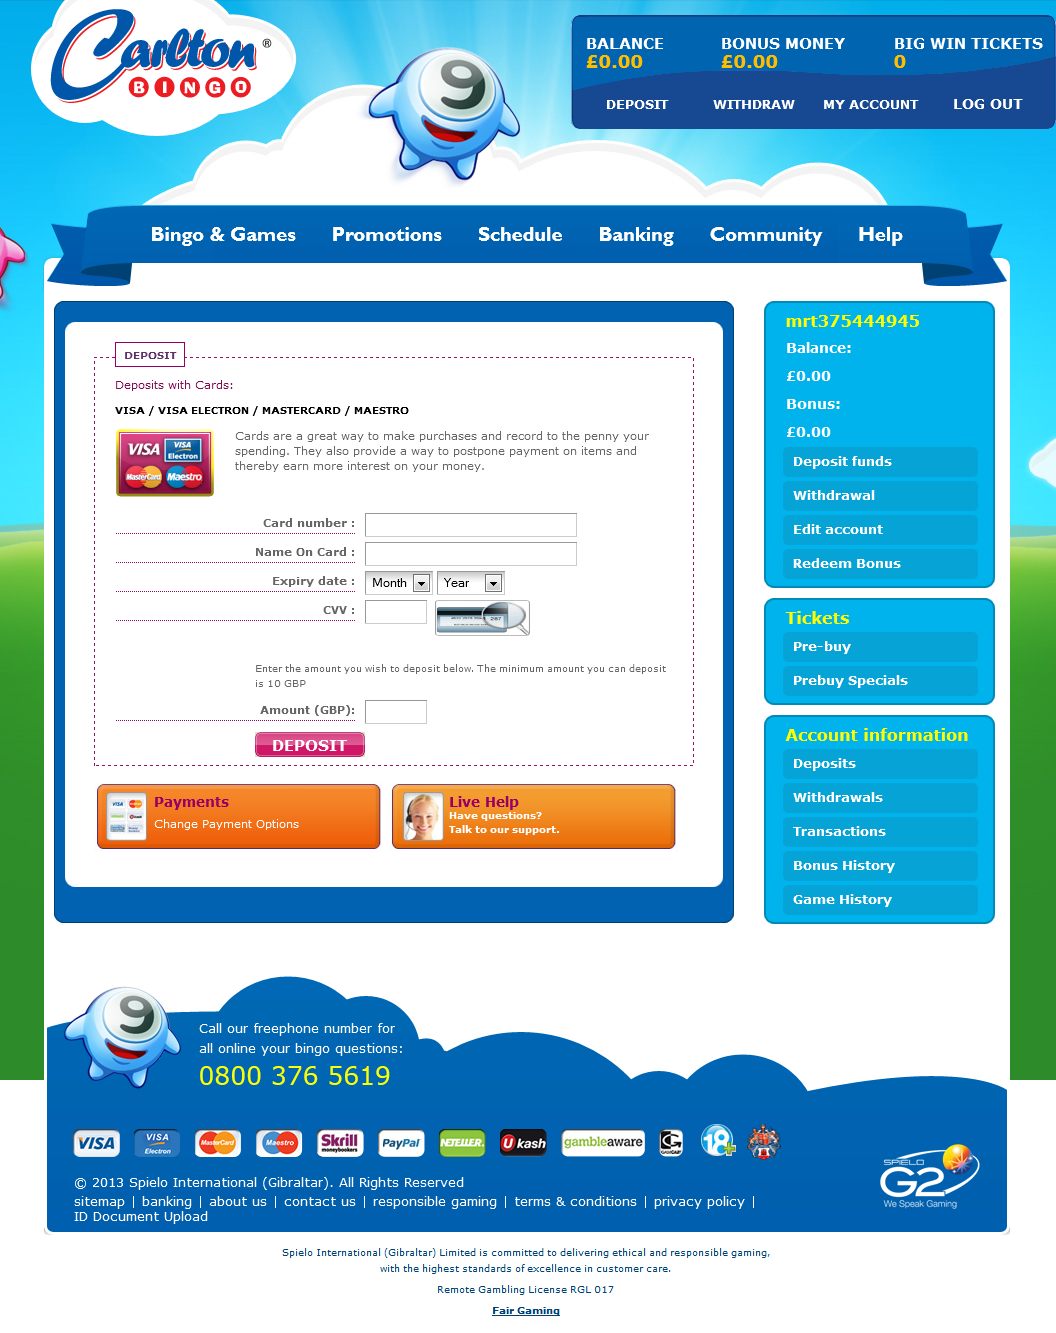 Carlton®
BINGO
BALANCE
£0.00
BONUS MONEY
£0.00
BIG WIN TICKETS
0
DEPOSIT
WITHDRAW
MY ACCOUNT
LOG OUT
9
Bingo & Games
Promotions
Schedule
Banking
Community
Help
DEPOSIT
Deposits with Cards:
VISA / VISA ELECTRON / MASTERCARD / MAESTRO
VISA
VISA
Electron
MasterCard
Maestro
Cards are a great way to make purchases and record to the penny your
spending. They also provide a way to postpone payment on items and
thereby earn more interest on your money.
Card number :
Name On Card :
Expiry date :
Month
Year
CVV :
Enter the amount you wish to deposit below. The minimum amount you can deposit
is 10 GBP
Amount (GBP):
DEPOSIT
Payments
Change Payment Options
Live Help
Have questions?
Talk to our support.
mrt375444945
Balance:
£0.00
Bonus:
£0.00
Deposit funds
Withdrawal
Edit account
Redeem Bonus
Tickets
Pre-buy
Prebuy Specials
Account information
Deposits
Withdrawals
Transactions
Bonus History
Game History
9
Call our freephone number for
all online your bingo questions:
0800 376 5619
VISA
VISA
Electron
MasterCard
Maestro
Skrill
moneybookers
PayPal
NETELLER
Ukash
gambleaware
18+
SPIELO
G2
We Speak Gaming
© 2013 Spielo International (Gibraltar). All Rights Reserved
sitemap | banking | about us | contact us | responsible gaming | terms & conditions | privacy policy |
ID Document Upload
Spielo International (Gibraltar) Limited is committed to delivering ethical and responsible gaming,
with the highest standards of excellence in customer care.
Remote Gambling License RGL 017
Fair Gaming